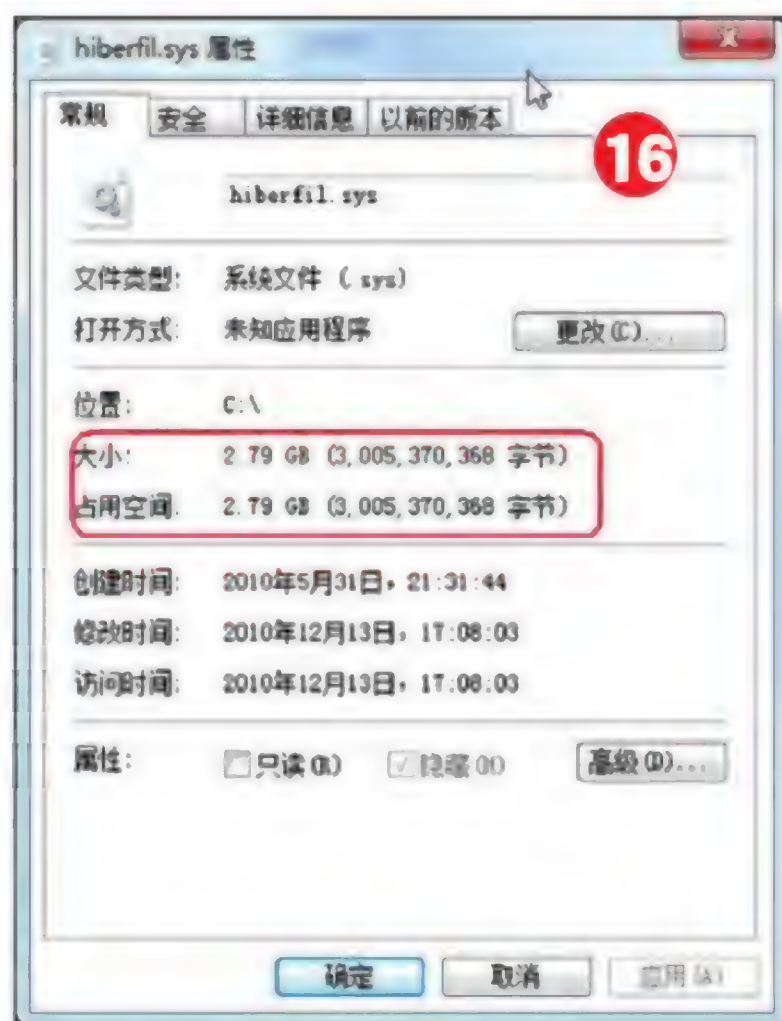 hiberfil.sys 属性
常规 安全 详细信息 以前的版本
16
hiberfil.sys
文件类型: 系统文件 (.sys)
打开方式: 未知应用程序 更改(C)...
位置: C:\
大小: 2.79 GB (3,005,370,368 字节)
占用空间: 2.79 GB (3,005,370,368 字节)
创建时间: 2010年5月31日，21:31:44
修改时间: 2010年12月13日，17:08:03
访问时间: 2010年12月13日，17:08:03
属性: 只读(R) 隐藏(H) 高级(D)...
确定 取消 应用(A)